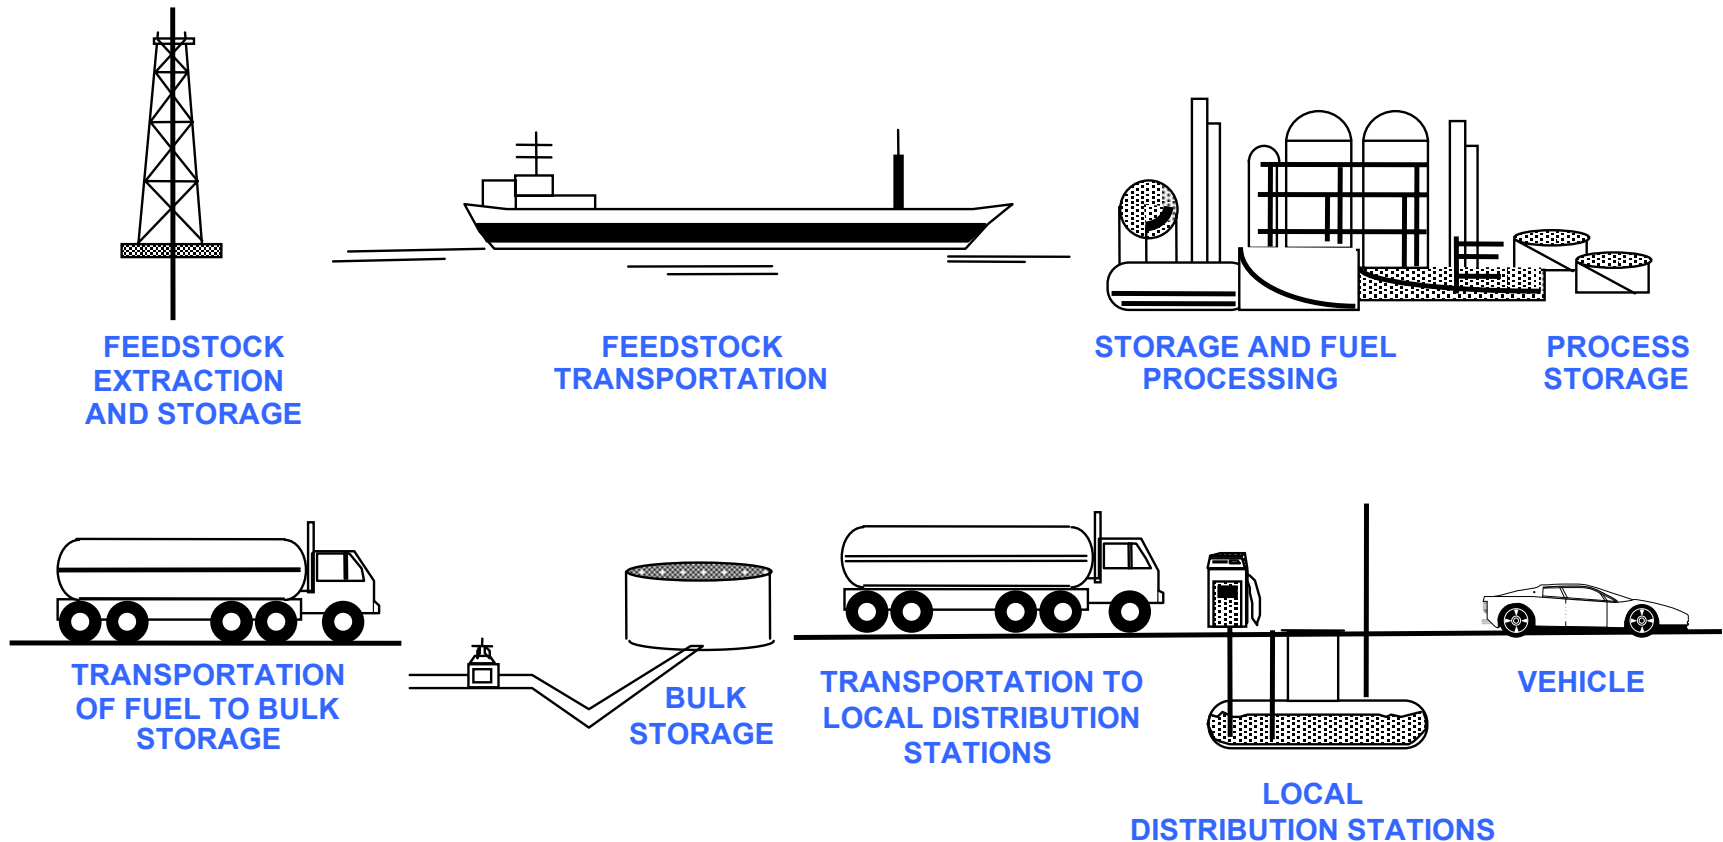 FEEDSTOCK
EXTRACTION
AND STORAGE
FEEDSTOCK
TRANSPORTATION
STORAGE AND FUEL
PROCESSING
PROCESS
STORAGE
TRANSPORTATION
OF FUEL TO BULK
STORAGE
BULK
STORAGE
TRANSPORTATION TO
LOCAL DISTRIBUTION
STATIONS
LOCAL
DISTRIBUTION STATIONS
VEHICLE